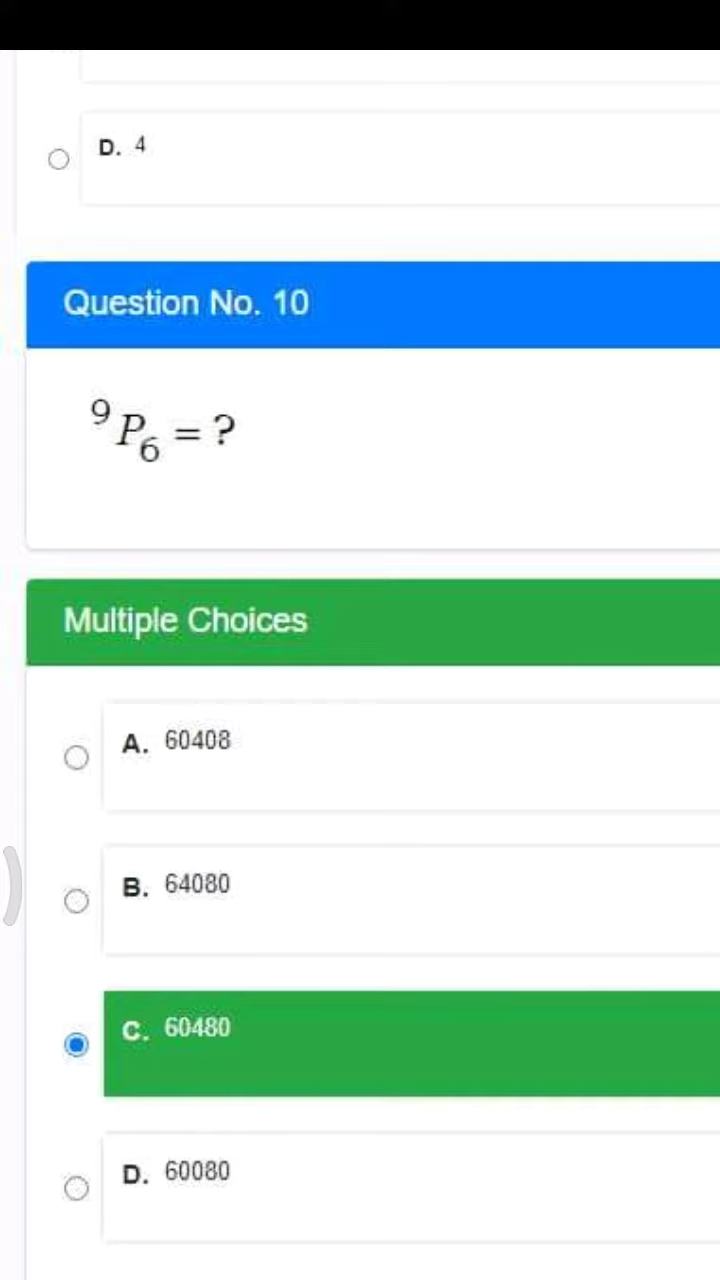 D. 4
Question No. 10
⁹P₆ = ?
Multiple Choices
A. 60408
B. 64080
C. 60480
D. 60080